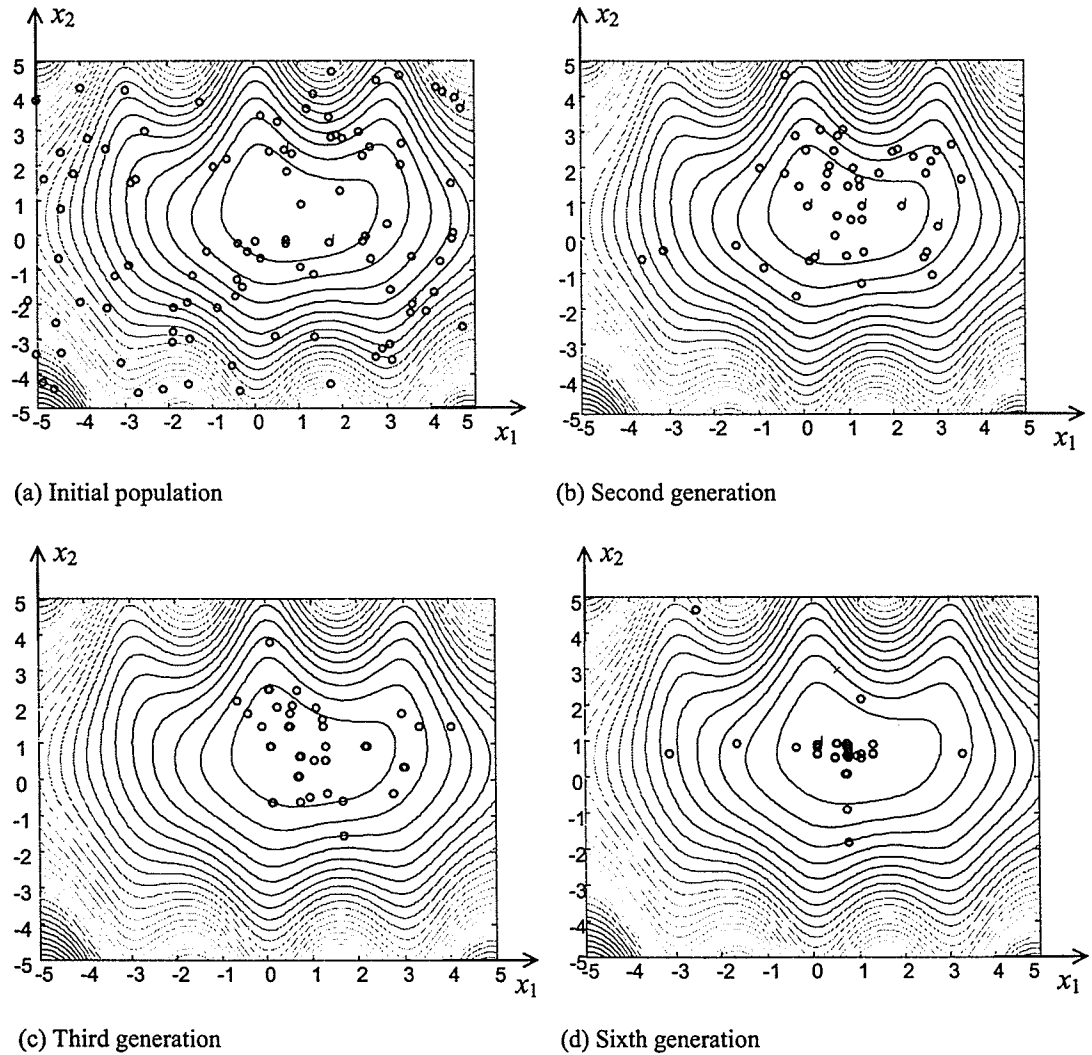 x2
5
4
3
2
1
0
-1
-2
-3
-4
-5
-5 -4 -3 -2 -1 0 1 2 3 4 5
x1
(a) Initial population
x2
5
4
3
2
1
0
-1
-2
-3
-4
-5
-5 -4 -3 -2 -1 0 1 2 3 4 5
x1
(b) Second generation
x2
5
4
3
2
1
0
-1
-2
-3
-4
-5
-5 -4 -3 -2 -1 0 1 2 3 4 5
x1
(c) Third generation
x2
5
4
3
2
1
0
-1
-2
-3
-4
-5
-5 -4 -3 -2 -1 0 1 2 3 4 5
x1
(d) Sixth generation